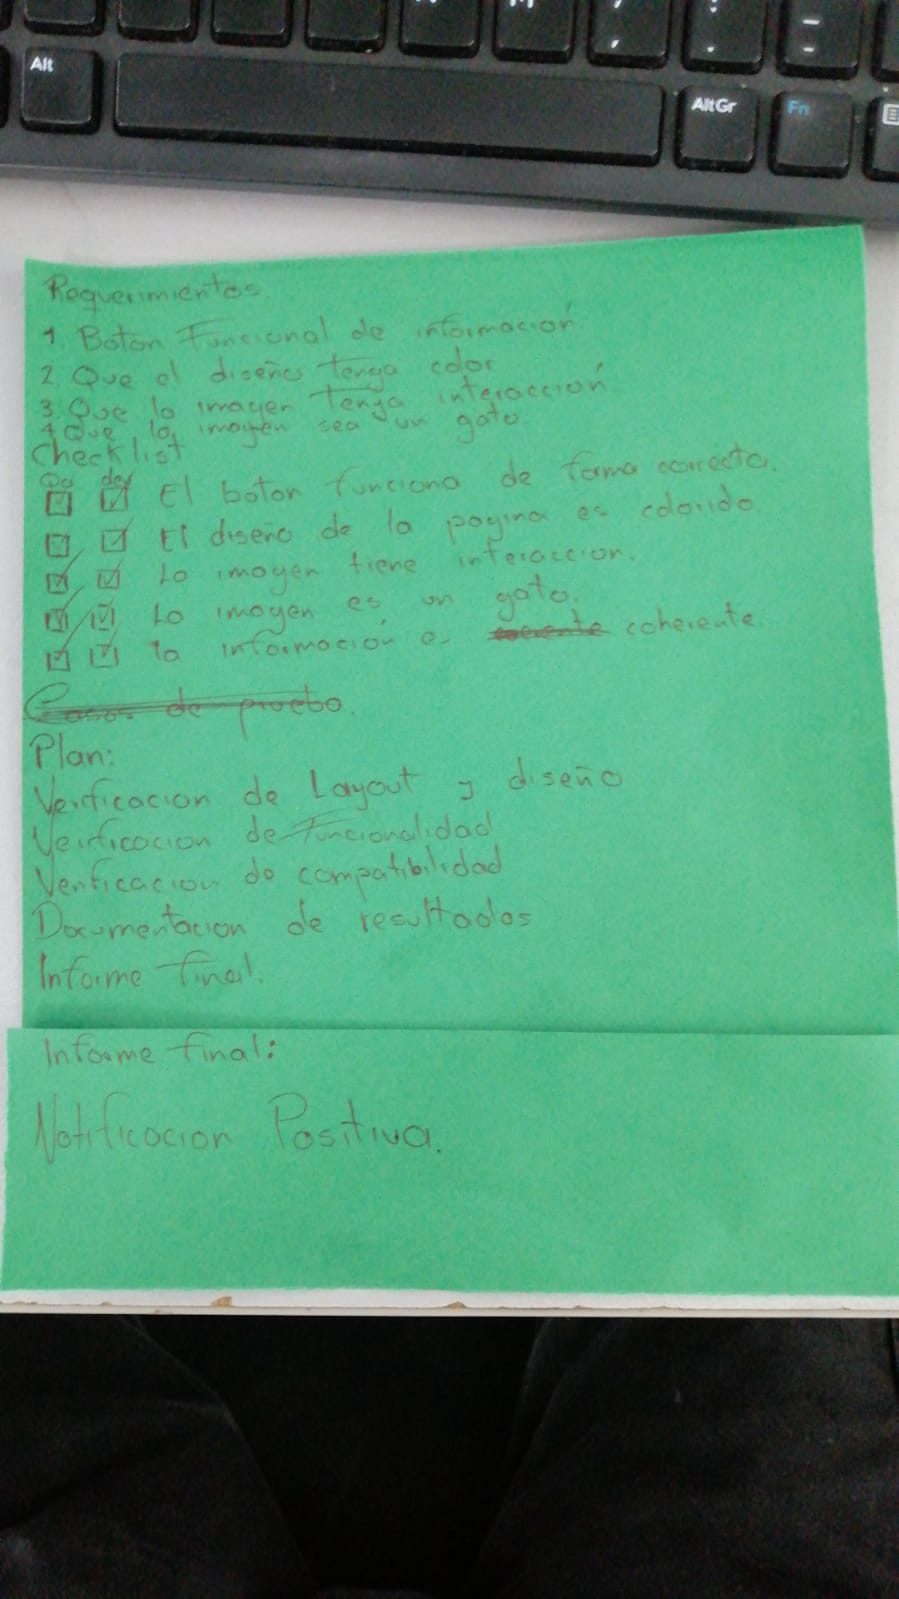 Alt
AltGr
Fn
Requerimientos
1. Boton Funcional de información
2. Que el diseño tenga color
3. Que la imagen Tenga interacción
4. Que la imagen sea un gato.
Checklist
Qa dev
El boton funciona de forma correcta.
El diseño de la pagina es colorido.
La imagen tiene interaccion.
La imagen es un gato.
la información es coherente.
Casos de prueba.
Plan:
Verificacion de Layout y diseño
Verificacion de Funcionalidad
Verificacion de compatibilidad
Documentacion de resultados
Informe final.
Informe final:
Notificacion Positiva.